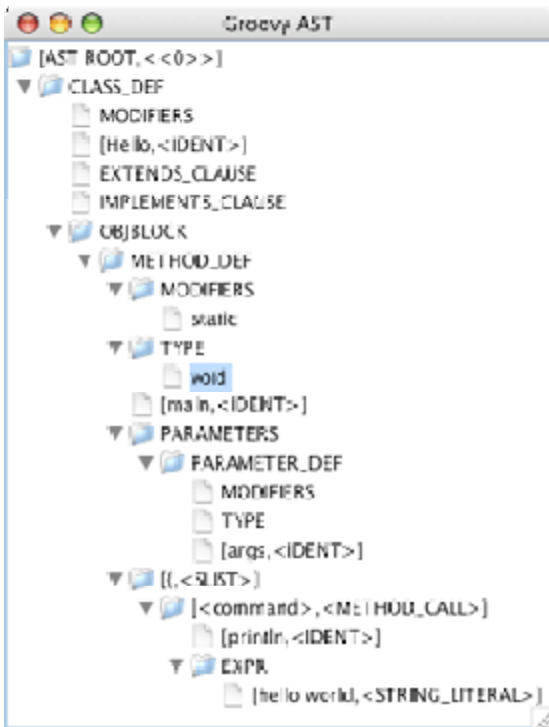 Groovy AST
[AST ROOT,<<0>>]
CLASS_DEF
MODIFIERS
[Hello,<IDENT>]
EXTENDS_CLAUSE
IMPLEMENTS_CLAUSE
OBJBLOCK
METHOD_DEF
MODIFIERS
static
TYPE
void
[main,<IDENT>]
PARAMETERS
PARAMETER_DEF
MODIFIERS
TYPE
[args,<IDENT>]
[{,<SLIST>]
[<command>,<METHOD_CALL>]
[println,<IDENT>]
EXPR
[hello world,<STRING_LITERAL>]